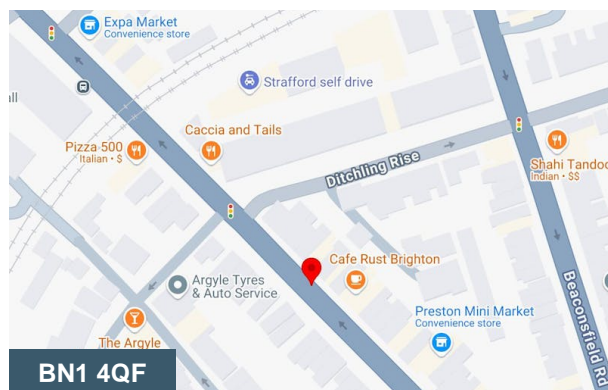 Expa Market
Convenience store
Strafford self drive
all
Pizza 500
Italian • $
Caccia and Tails
Ditchling Rise
Shahi Tandoo
Indian • $$
Cafe Rust Brighton
Argyle Tyres
& Auto Service
Preston Mini Market
Convenience store
The Argyle
Beaconsfield Ro
BN1 4QF